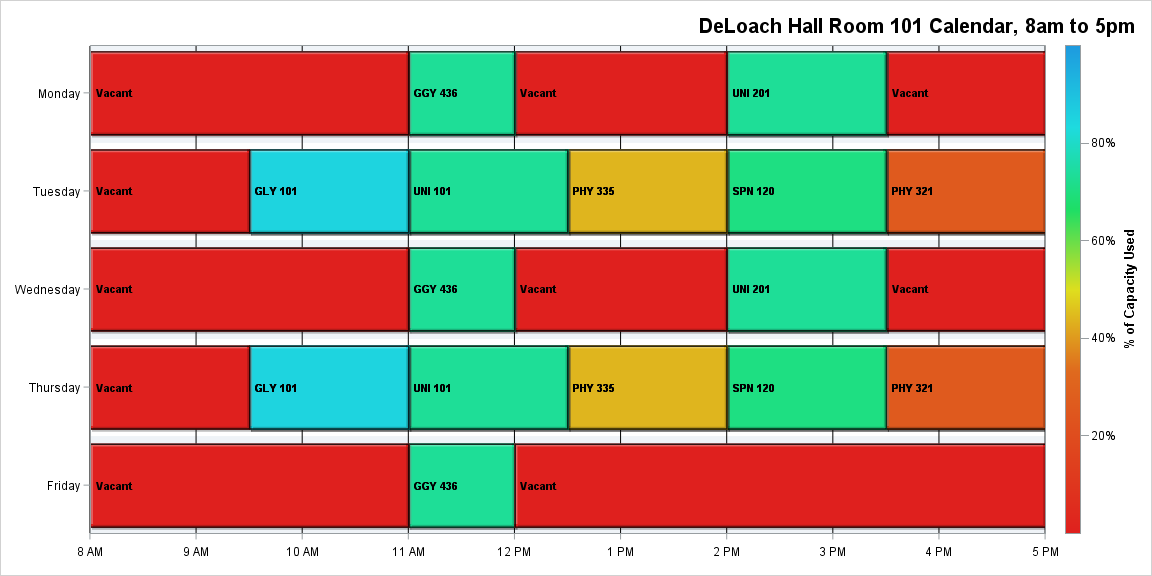 DeLoach Hall Room 101 Calendar, 8am to 5pm
Monday
Vacant
GGY 436
Vacant
UNI 201
Vacant
Tuesday
Vacant
GLY 101
UNI 101
PHY 335
SPN 120
PHY 321
Wednesday
Vacant
GGY 436
Vacant
UNI 201
Vacant
Thursday
Vacant
GLY 101
UNI 101
PHY 335
SPN 120
PHY 321
Friday
Vacant
GGY 436
Vacant
8 AM
9 AM
10 AM
11 AM
12 PM
1 PM
2 PM
3 PM
4 PM
5 PM
80%
60%
40%
20%
% of Capacity Used